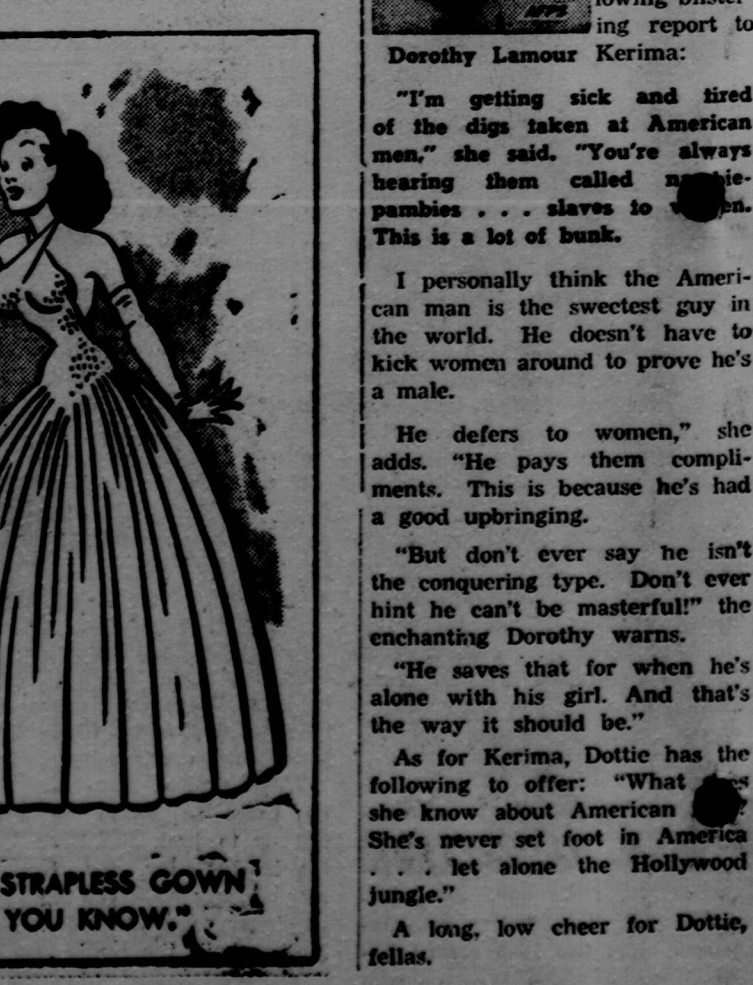 STRAPLESS GOWN
YOU KNOW."
ing report to
Dorothy Lamour Kerima:
"I'm getting sick and tired
of the digs taken at American
men," she said. "You're always
hearing them called
pambies . . . slaves to
This is a lot of bunk.
I personally think the Ameri-
can man is the sweetest guy in
the world. He doesn't have to
kick women around to prove he's
a male.
He defers to women," she
adds. "He pays them compli-
ments. This is because he's had
a good upbringing.
"But don't ever say he isn't
the conquering type. Don't ever
hint he can't be masterful!" the
enchanting Dorothy warns.
"He saves that for when he's
alone with his girl. And that's
the way it should be."
As for Kerima, Dottie has the
following to offer: "What
she know about American
She's never set foot in America
. . . let alone the Hollywood
jungle."
A long, low cheer for Dottie,
fellas.